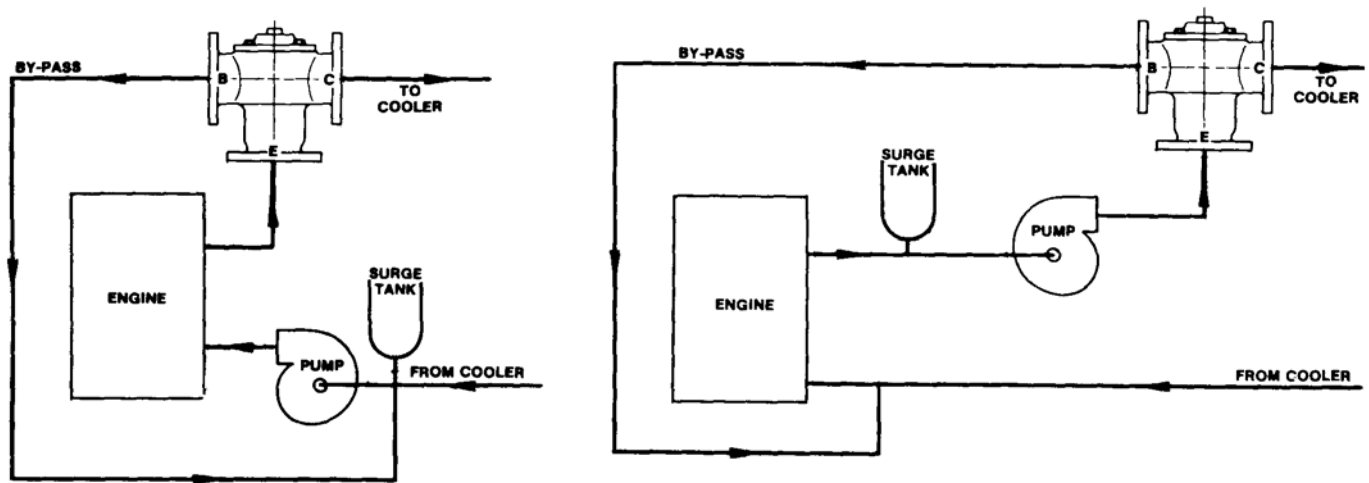 BY-PASS
B
C
TO
COOLER
E
SURGE
TANK
ENGINE
PUMP
FROM COOLER
BY-PASS
B
C
TO
COOLER
E
SURGE
TANK
PUMP
ENGINE
FROM COOLER